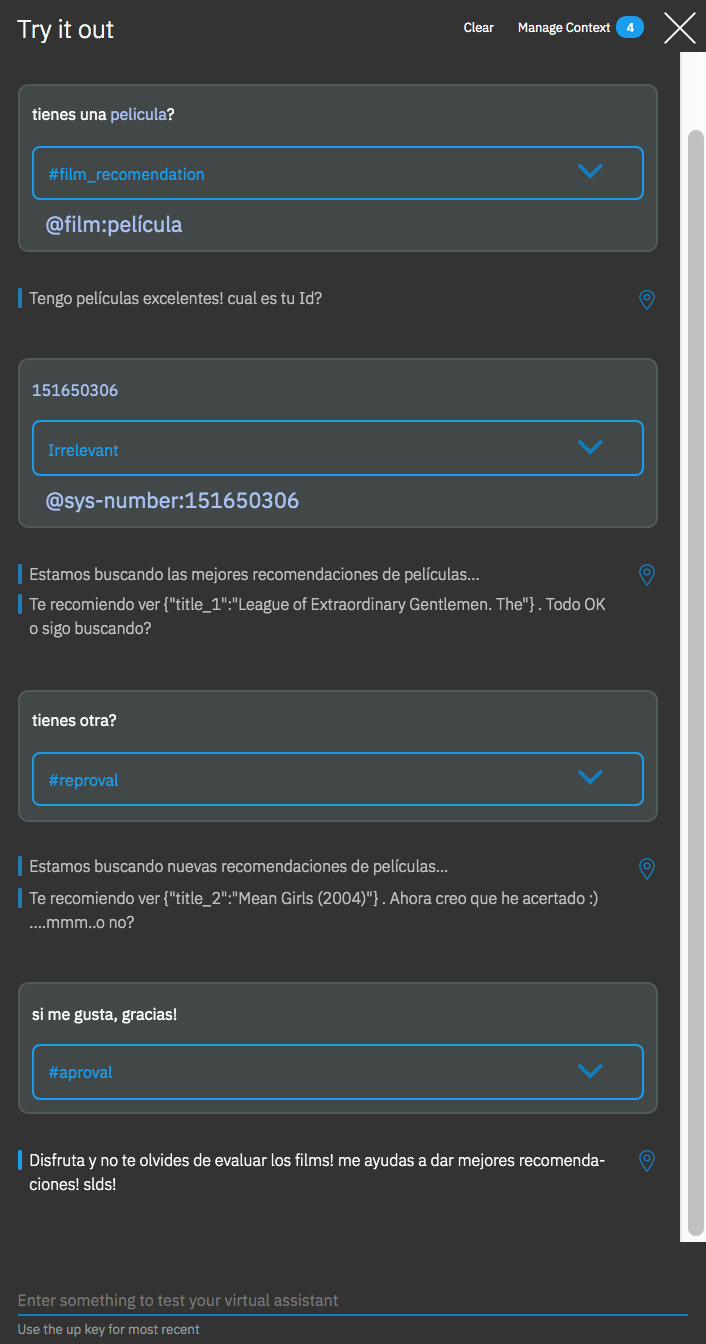 Try it out
Clear
Manage Context 4
tienes una pelicula?
#film_recomendation
@film:película
Tengo películas excelentes! cual es tu Id?
151650306
Irrelevant
@sys-number:151650306
Estamos buscando las mejores recomendaciones de películas...
Te recomiendo ver {"title_1":"League of Extraordinary Gentlemen. The"} . Todo OK
o sigo buscando?
tienes otra?
#reproval
Estamos buscando nuevas recomendaciones de películas...
Te recomiendo ver {"title_2":"Mean Girls (2004)"} . Ahora creo que he acertado :)
....mmm..o no?
si me gusta, gracias!
#aproval
Disfruta y no te olvides de evaluar los films! me ayudas a dar mejores recomenda-
ciones! slds!
Enter something to test your virtual assistant
Use the up key for most recent